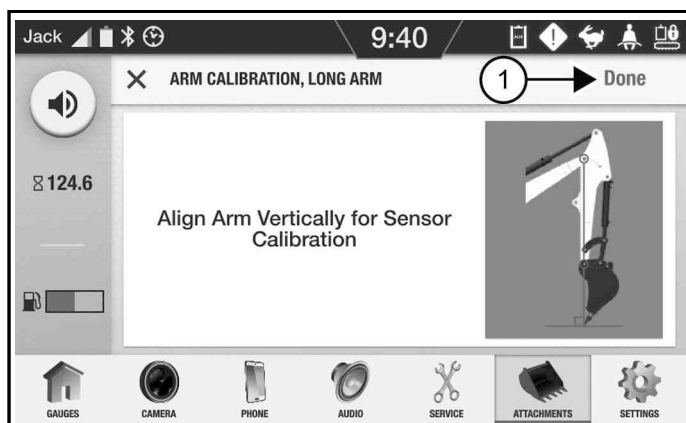 Jack 9:40
ARM CALIBRATION, LONG ARM 1 Done
124.6
Align Arm Vertically for Sensor
Calibration
GAUGES CAMERA PHONE AUDIO SERVICE ATTACHMENTS SETTINGS